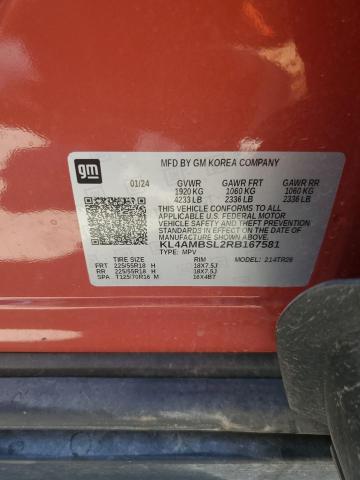 gm
MFD BY GM KOREA COMPANY
01/24 GVWR GAWR FRT GAWR RR
1920 KG 1060 KG 1060 KG
4233 LB 2336 LB 2336 LB
THIS VEHICLE CONFORMS TO ALL
APPLICABLE U.S. FEDERAL MOTOR
VEHICLE SAFETY AND THEFT PREVENTION
STANDARDS IN EFFECT ON THE DATE OF
MANUFACTURE SHOWN ABOVE.
KL4AMBSL2RB167581
TYPE: MPV MODEL: 214TR26
TIRE SIZE RIM
FRT 225/55R18 H 18X7.5J
RR 225/55R18 H 18X7.5J
SPA T125/70R16 M 16X4BT